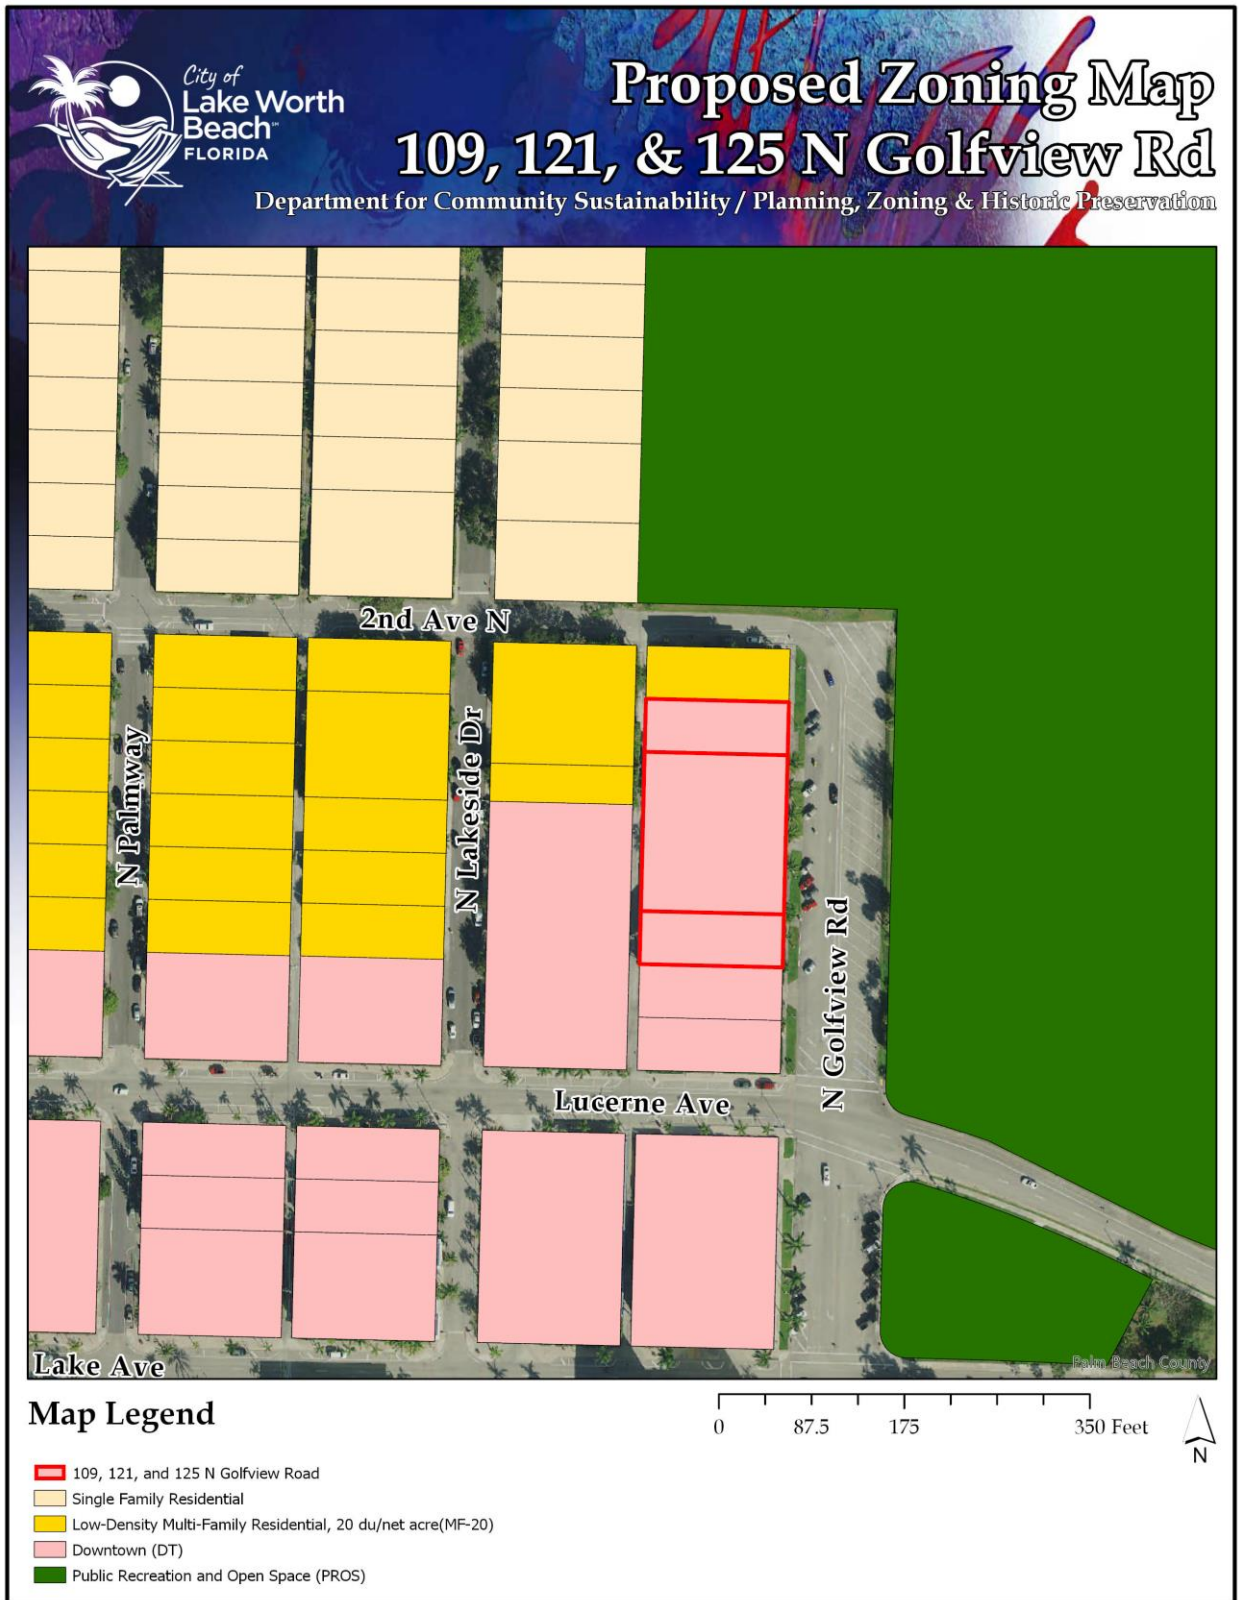 City of
Lake Worth
Beach™
FLORIDA
Proposed Zoning Map
109, 121, & 125 N Golfview Rd
Department for Community Sustainability / Planning, Zoning & Historic Preservation
2nd Ave N
N Palmway
N Lakeside Dr
N Golfview Rd
Lucerne Ave
Lake Ave
Palm Beach County
Map Legend
0 87.5 175 350 Feet
N
109, 121, and 125 N Golfview Road
Single Family Residential
Low-Density Multi-Family Residential, 20 du/net acre(MF-20)
Downtown (DT)
Public Recreation and Open Space (PROS)